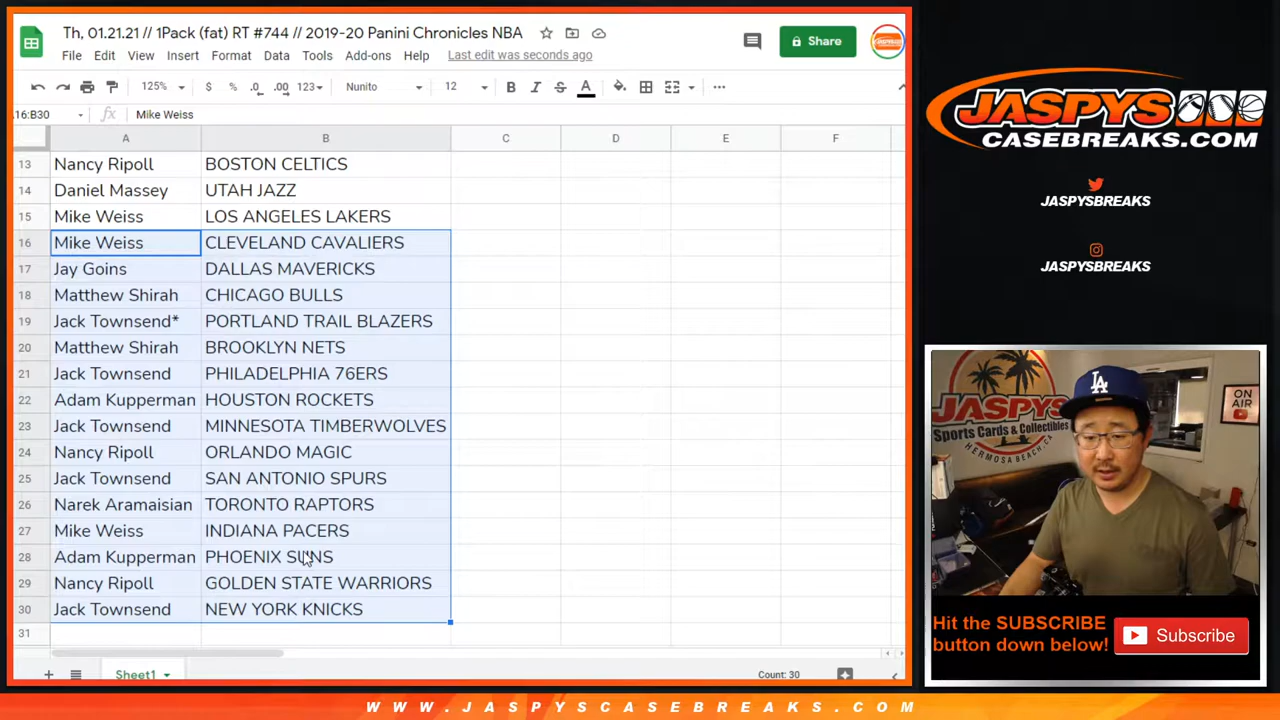 Th, 01.21.21 // 1Pack (fat) RT #744 // 2019-20 Panini Chronicles NBA
File Edit View Insert Format Data Tools Add-ons Help Last edit was seconds ago
Share
125% $ % .0 .00 123 Nunito 12 B I S A
16:B30 fx Mike Weiss
A B C D E F
13 Nancy Ripoll BOSTON CELTICS
14 Daniel Massey UTAH JAZZ
15 Mike Weiss LOS ANGELES LAKERS
16 Mike Weiss CLEVELAND CAVALIERS
17 Jay Goins DALLAS MAVERICKS
18 Matthew Shirah CHICAGO BULLS
19 Jack Townsend* PORTLAND TRAIL BLAZERS
20 Matthew Shirah BROOKLYN NETS
21 Jack Townsend PHILADELPHIA 76ERS
22 Adam Kupperman HOUSTON ROCKETS
23 Jack Townsend MINNESOTA TIMBERWOLVES
24 Nancy Ripoll ORLANDO MAGIC
25 Jack Townsend SAN ANTONIO SPURS
26 Narek Aramaisian TORONTO RAPTORS
27 Mike Weiss INDIANA PACERS
28 Adam Kupperman PHOENIX SUNS
29 Nancy Ripoll GOLDEN STATE WARRIORS
30 Jack Townsend NEW YORK KNICKS
31
Sheet1
Count: 30
JASPYS
CASEBREAKS.COM
JASPYSBREAKS
JASPYSBREAKS
JASPYS
Sports Cards & Collectibles
HERMOSA BEACH, CA
LA
ON
AIR
Hit the SUBSCRIBE
button down below!
Subscribe
WWW.JASPYSCASEBREAKS.COM